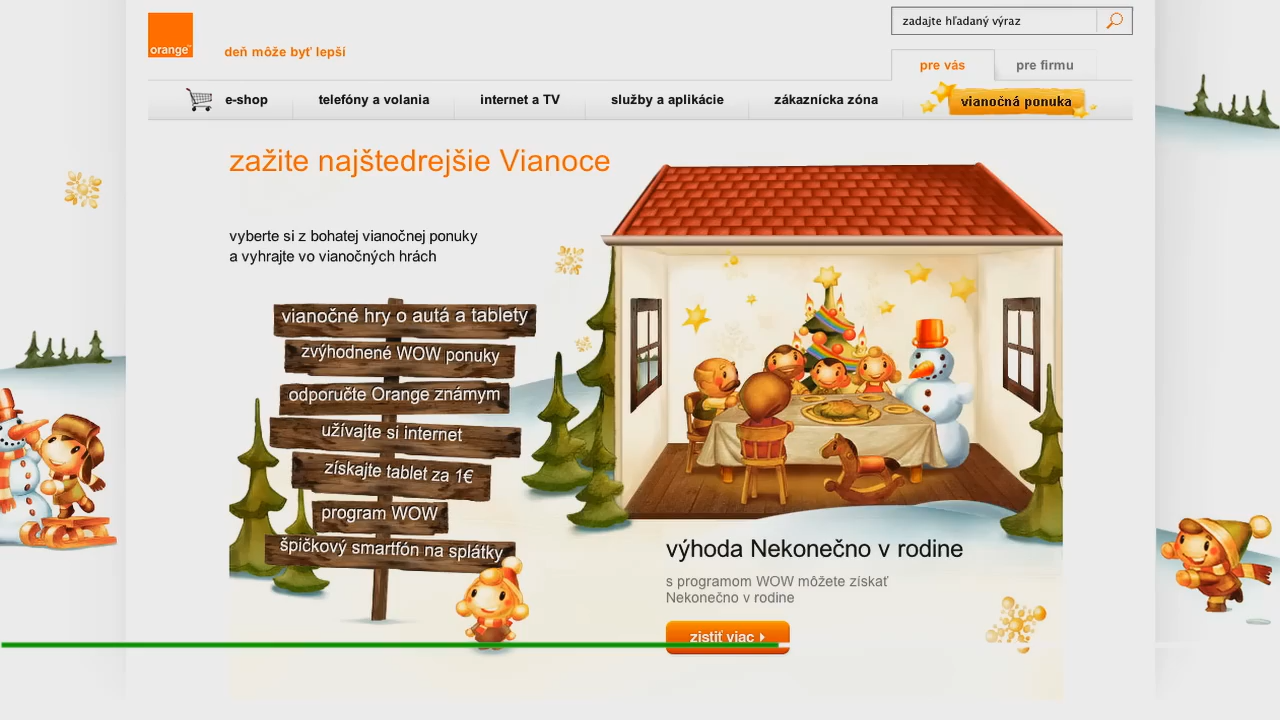 orange™
deň môže byť lepší
zadajte hľadaný výraz
pre vás
pre firmu
e-shop
telefóny a volania
internet a TV
služby a aplikácie
zákaznícka zóna
vianočná ponuka
zažite najštedrejšie Vianoce
vyberte si z bohatej vianočnej ponuky
a vyhrajte vo vianočných hrách
vianočné hry o autá a tablety
zvýhodnené WOW ponuky
odporučte Orange známym
užívajte si internet
získajte tablet za 1€
program WOW
špičkový smartfón na splátky
výhoda Nekonečno v rodine
s programom WOW môžete získať
Nekonečno v rodine
zistiť viac